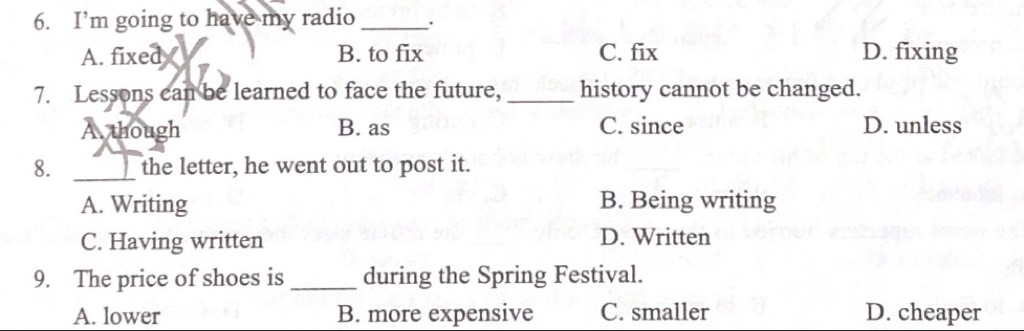 6. I'm going to have my radio ______.
A. fixed B. to fix C. fix D. fixing
7. Lessons can be learned to face the future, _____ history cannot be changed.
A. though B. as C. since D. unless
8. _____ the letter, he went out to post it.
A. Writing B. Being writing
C. Having written D. Written
9. The price of shoes is _____ during the Spring Festival.
A. lower B. more expensive C. smaller D. cheaper